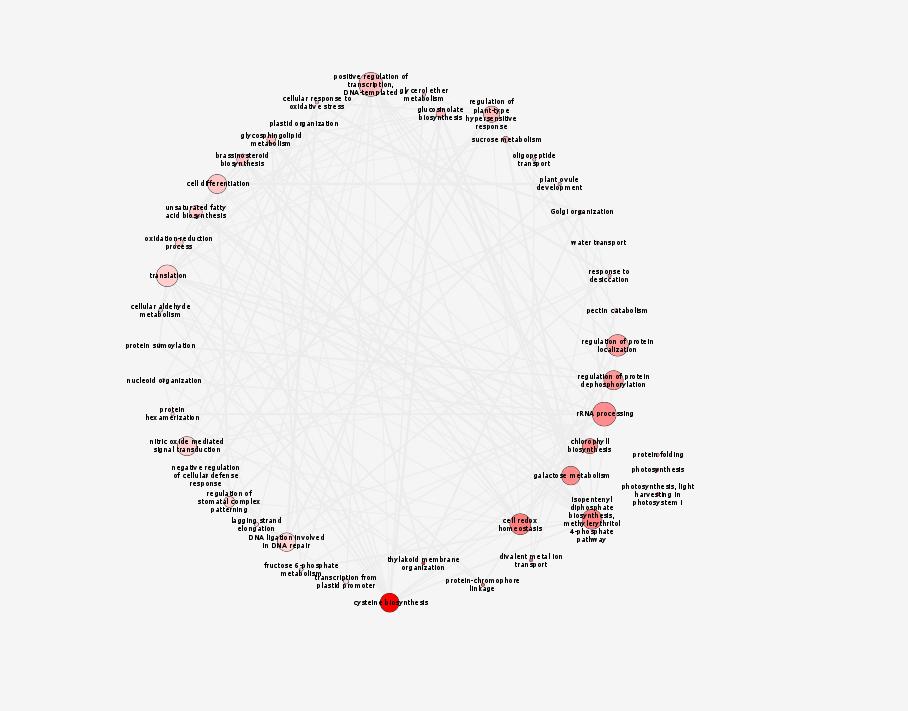 positive regulation of
transcription,
DNA-templated
glycerol ether
metabolism
cellular response to
oxidative stress
glucosinolate
biosynthesis
regulation of
plant-type
hypersensitive
response
plastid organization
glycosphingolipid
metabolism
sucrose metabolism
brassinosteroid
biosynthesis
oligopeptide
transport
cell differentiation
plant ovule
development
unsaturated fatty
acid biosynthesis
Golgi organization
oxidation-reduction
process
water transport
translation
response to
desiccation
cellular aldehyde
metabolism
pectin catabolism
protein sumoylation
regulation of protein
localization
nucleoid organization
regulation of protein
dephosphorylation
protein
hexamerization
rRNA processing
nitric oxide mediated
signal transduction
chlorophyll
biosynthesis
protein folding
negative regulation
of cellular defense
response
galactose metabolism
photosynthesis
regulation of
stomatal complex
patterning
photosynthesis, light
harvesting in
photosystem I
isopentenyl
diphosphate
biosynthesis,
methylerythritol
4-phosphate
pathway
lagging strand
elongation
cell redox
homeostasis
DNA ligation involved
in DNA repair
fructose 6-phosphate
metabolism
thylakoid membrane
organization
divalent metal ion
transport
transcription from
plastid promoter
protein-chromophore
linkage
cysteine biosynthesis